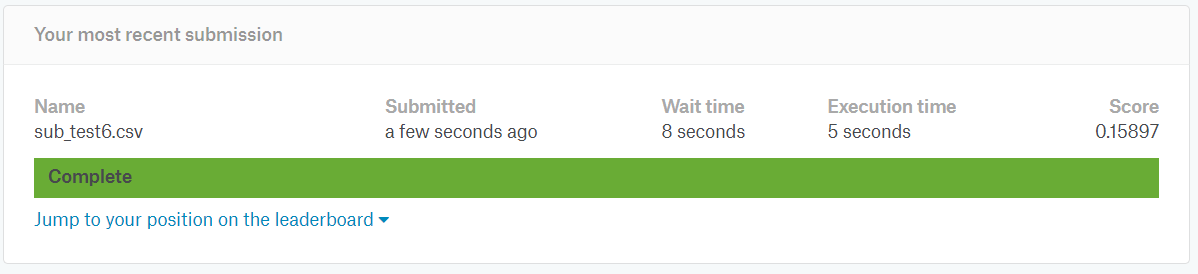 Your most recent submission
Name Submitted Wait time Execution time Score
sub_test6.csv a few seconds ago 8 seconds 5 seconds 0.15897
Complete
Jump to your position on the leaderboard